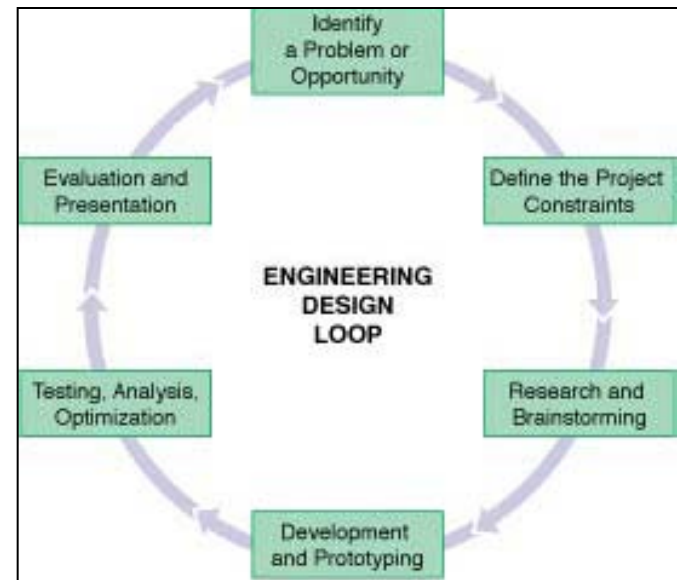 Identify
a Problem or
Opportunity
Define the Project
Constraints
Research and
Brainstorming
Development
and Prototyping
Testing, Analysis,
Optimization
Evaluation and
Presentation
ENGINEERING
DESIGN
LOOP